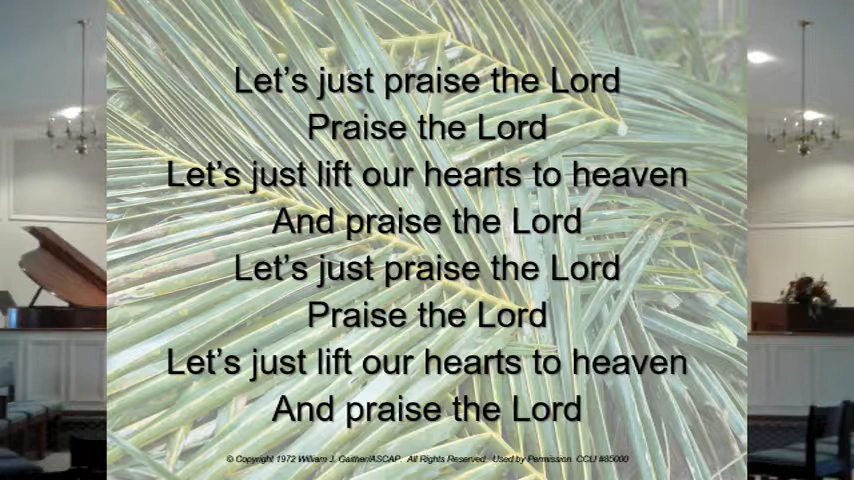 Let's just praise the Lord
Praise the Lord
Let's just lift our hearts to heaven
And praise the Lord
Let's just praise the Lord
Praise the Lord
Let's just lift our hearts to heaven
And praise the Lord
© Copyright 1972 William J. Gaither/ASCAP. All Rights Reserved. Used by Permission. CCLI #85000